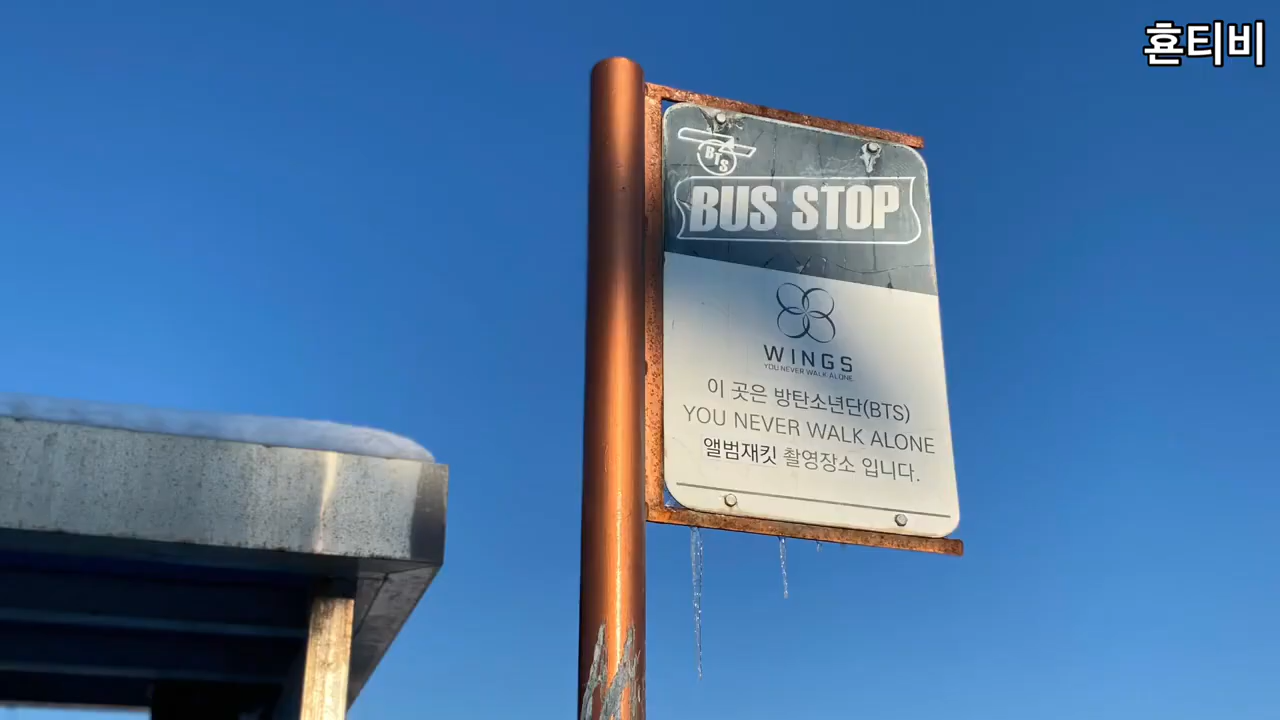 흔티비
BTS
BUS STOP
WINGS
YOU NEVER WALK ALONE
이 곳은 방탄소년단(BTS)
YOU NEVER WALK ALONE
앨범재킷 촬영장소 입니다.